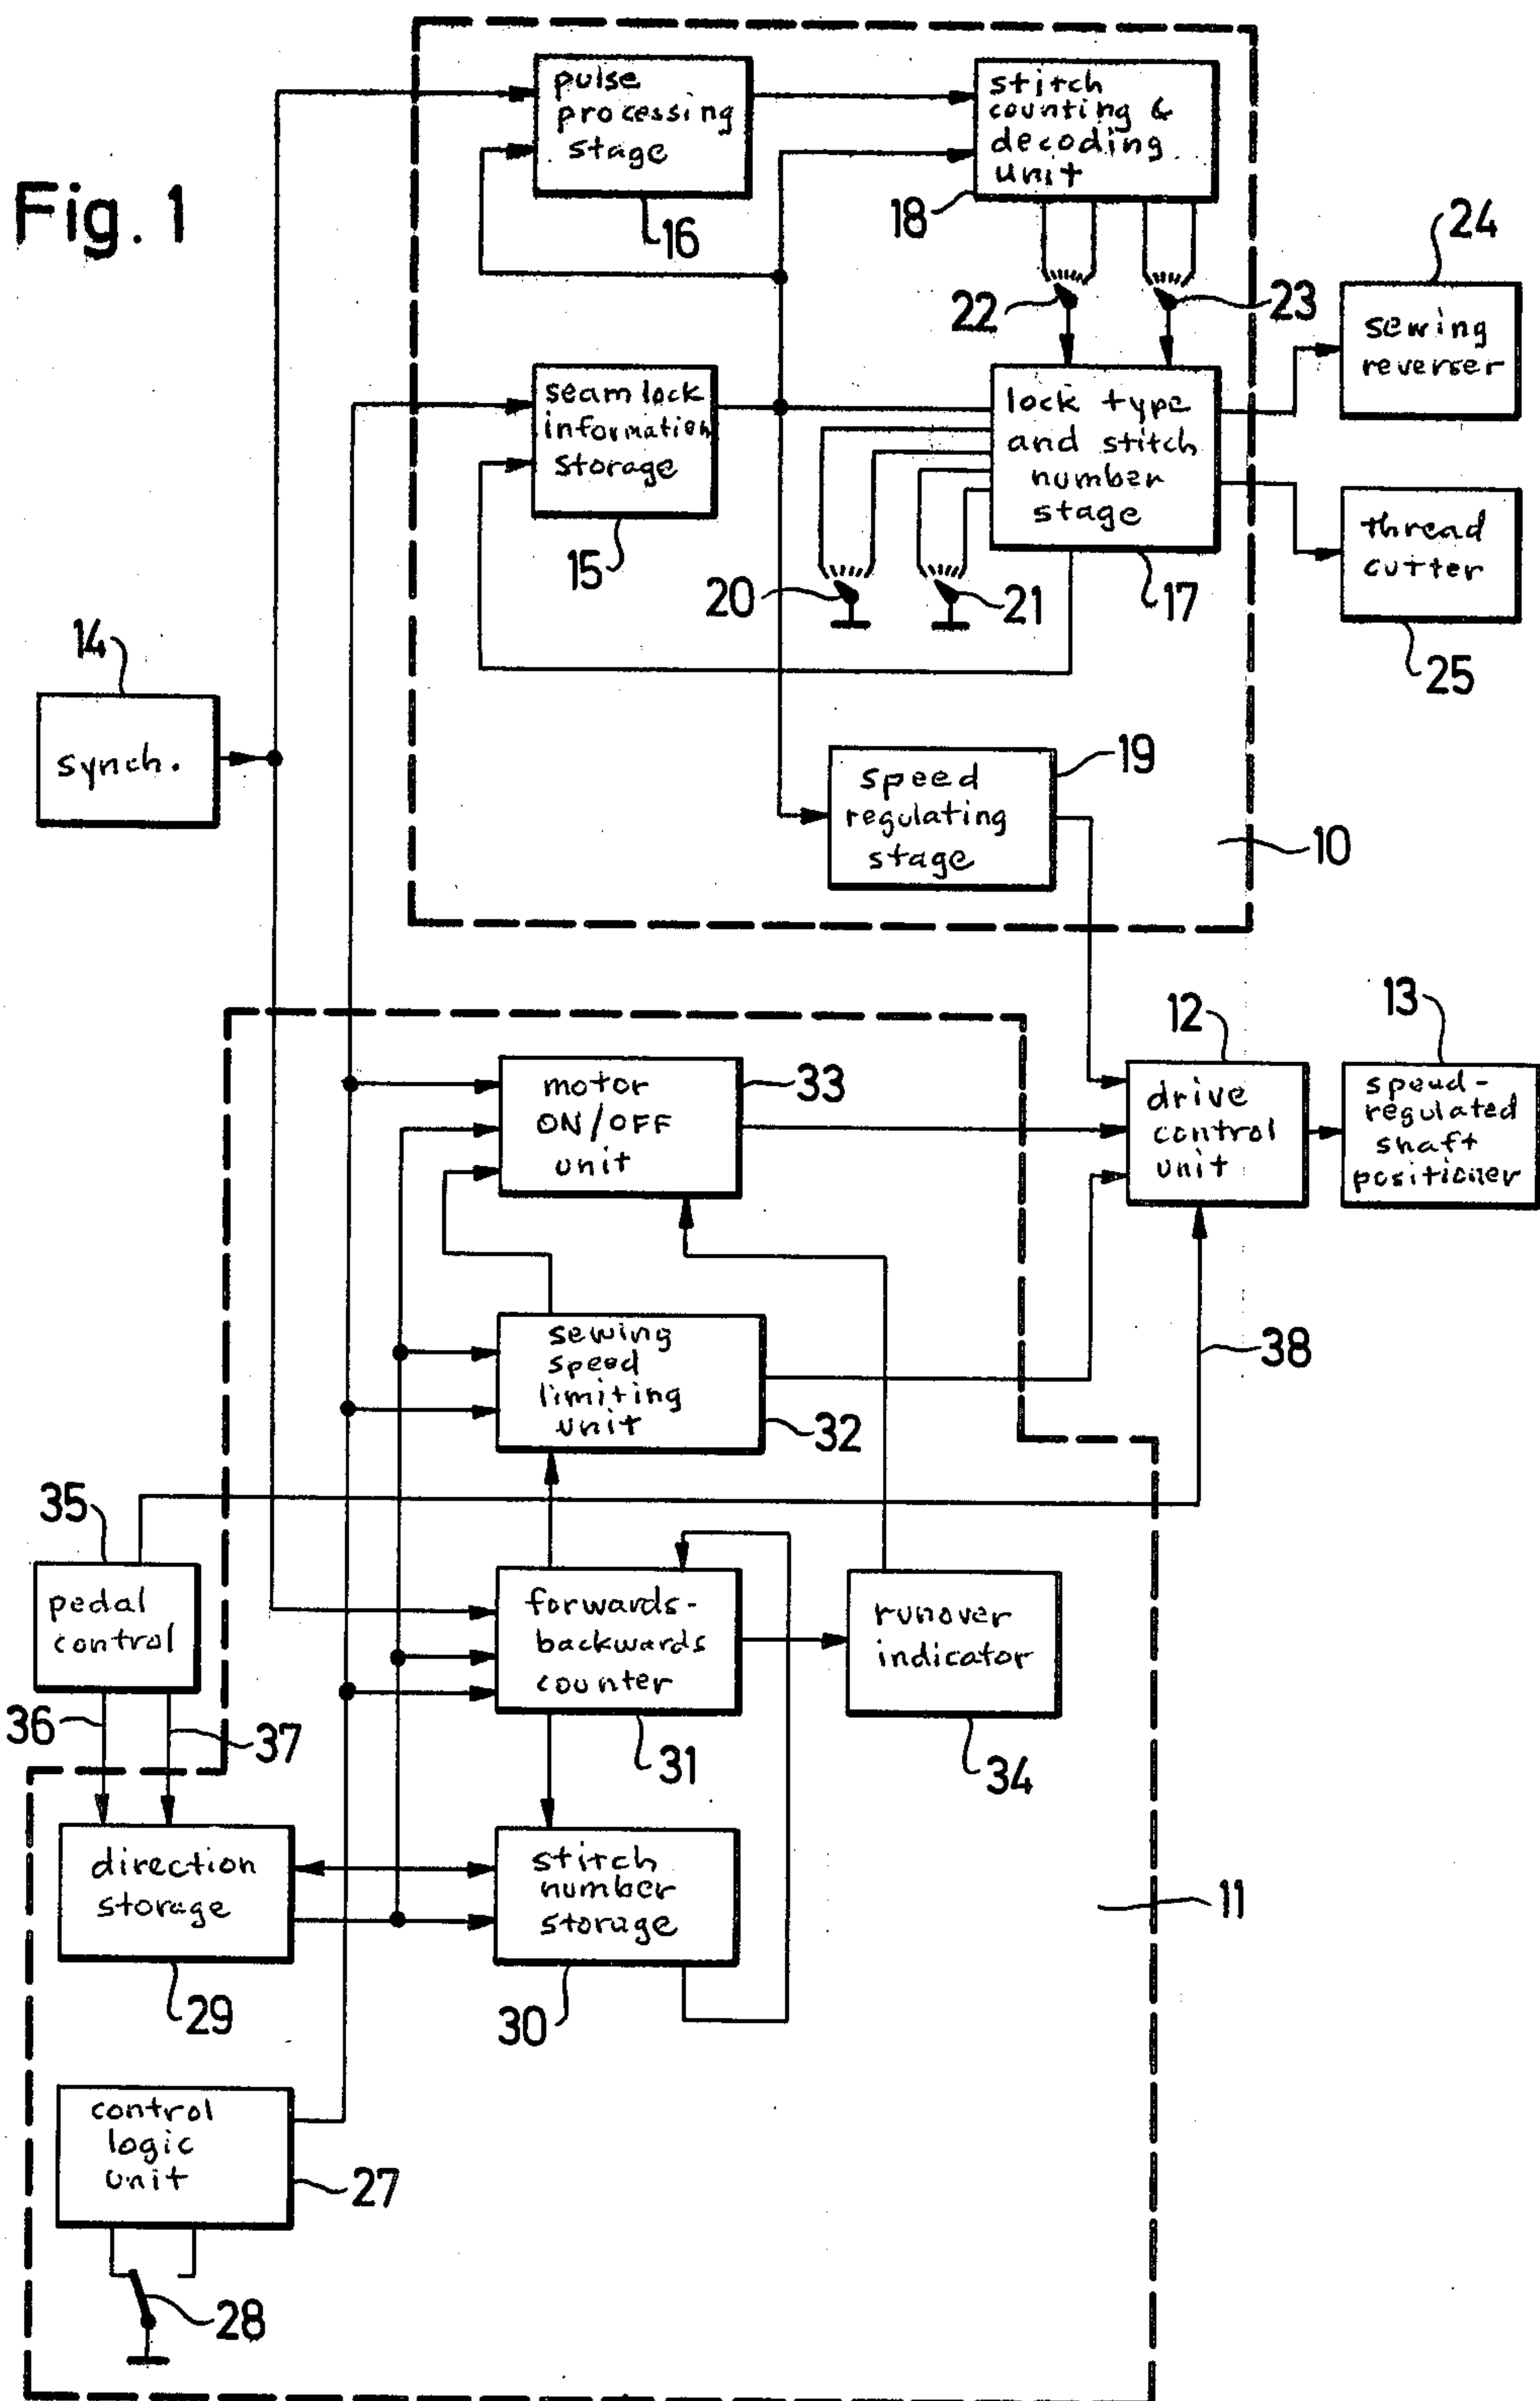 Fig. 1
pulse
processing
stage
16
stitch
counting &
decoding
unit
18
22
23
24
sewing
reverser
seam lock
information
storage
15
lock type
and stitch
number
stage
17
20
21
thread
cutter
25
14
synch.
speed
regulating
stage
19
10
motor
ON/OFF
unit
33
12
drive
control
unit
13
speed-
regulated
shaft
positioner
sewing
speed
limiting
unit
32
38
35
pedal
control
36
37
forwards-
backwards
counter
31
runover
indicator
34
direction
storage
29
stitch
number
storage
30
11
control
logic
unit
27
28